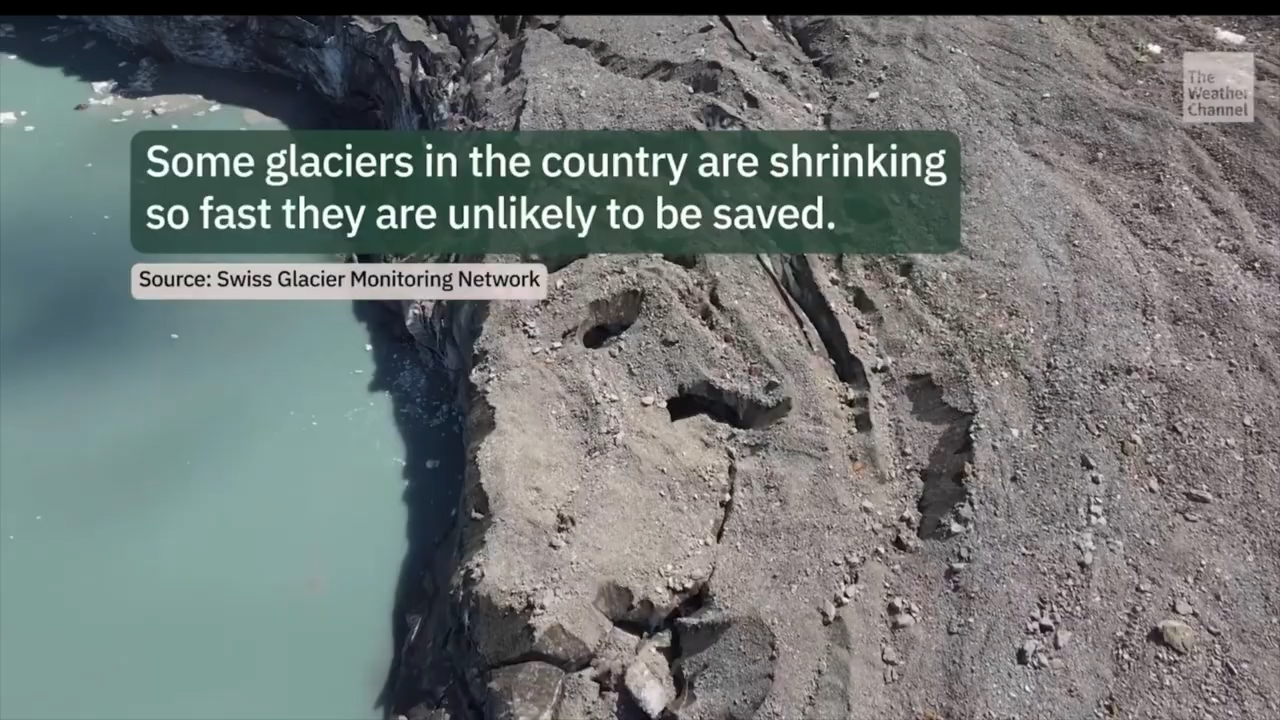 The
Weather
Channel
Some glaciers in the country are shrinking
so fast they are unlikely to be saved.
Source: Swiss Glacier Monitoring Network